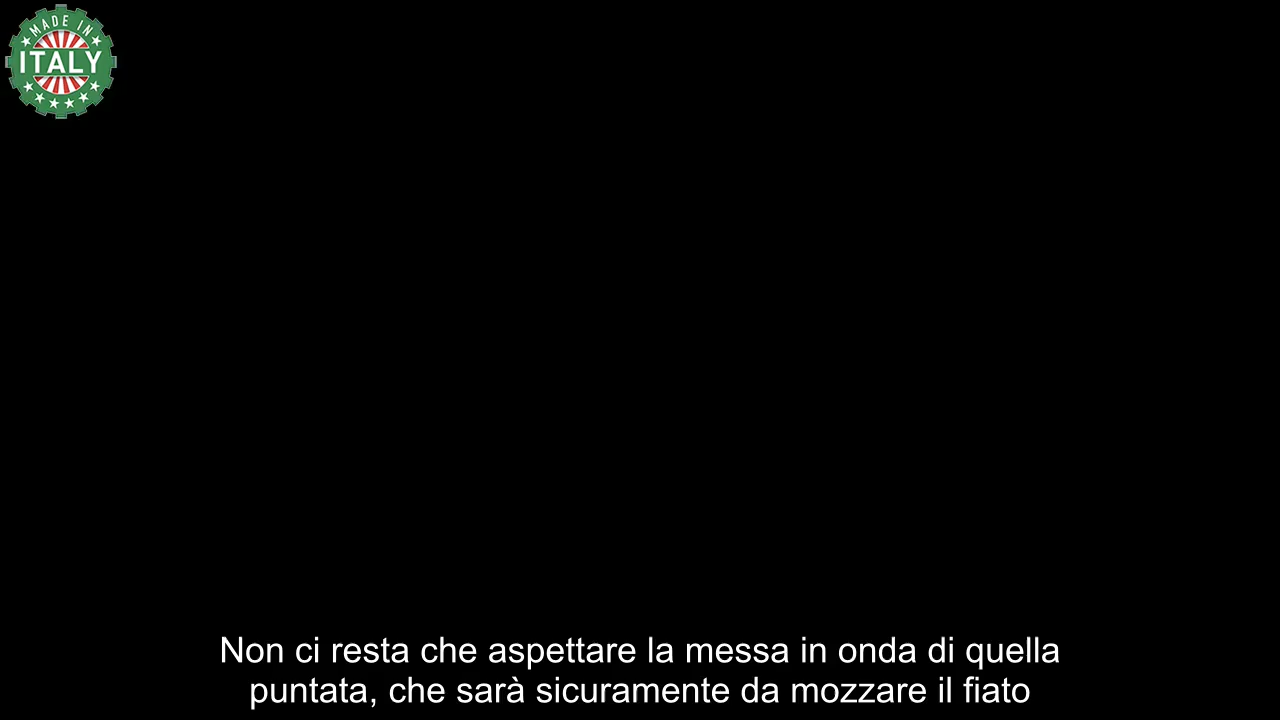 MADE IN
ITALY
Non ci resta che aspettare la messa in onda di quella
puntata, che sarà sicuramente da mozzare il fiato